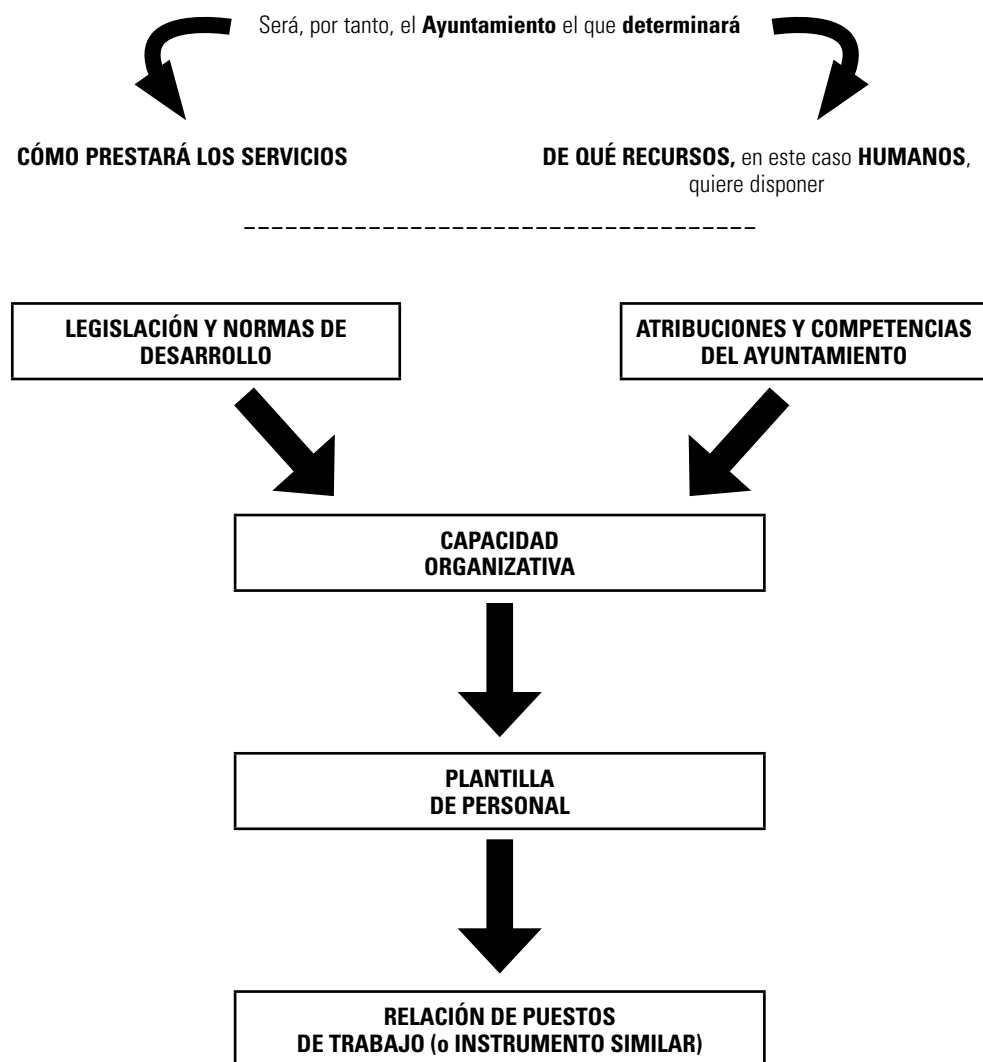 Será, por tanto, el Ayuntamiento el que determinará
CÓMO PRESTARÁ LOS SERVICIOS
DE QUÉ RECURSOS, en este caso HUMANOS,
quiere disponer
LEGISLACIÓN Y NORMAS DE
DESARROLLO
ATRIBUCIONES Y COMPETENCIAS
DEL AYUNTAMIENTO
CAPACIDAD
ORGANIZATIVA
PLANTILLA
DE PERSONAL
RELACIÓN DE PUESTOS
DE TRABAJO (o INSTRUMENTO SIMILAR)